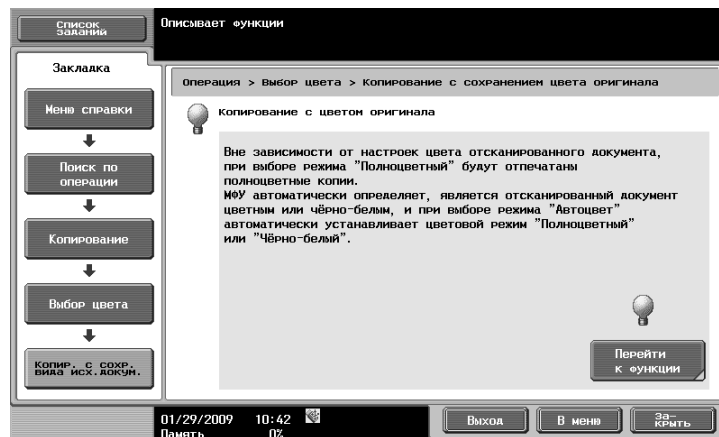 Список
заданий
Описывает функции
Закладка
Меню справки
Поиск по
операции
Копирование
Выбор цвета
Копир. с сохр.
вида исх.докум.
Операция > Выбор цвета > Копирование с сохранением цвета оригинала
Копирование с цветом оригинала
Вне зависимости от настроек цвета отсканированного документа,
при выборе режима "Полноцветный" будут отпечатаны
полноцветные копии.
МФУ автоматически определяет, является отсканированный документ
цветным или чёрно-белым, и при выборе режима "Автоцвет"
автоматически устанавливает цветовой режим "Полноцветный"
или "Чёрно-белый".
Перейти
к функции
01/29/2009 10:42
Память 0%
Выход
В меню
За-
крыть